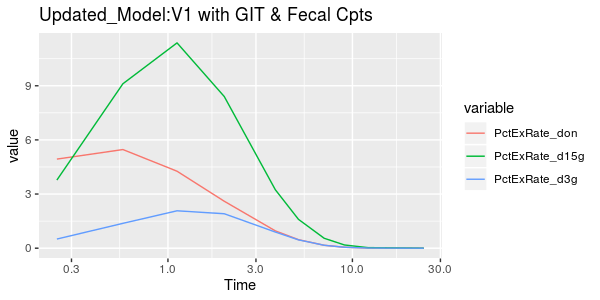 Updated_Model:V1 with GIT & Fecal Cpts
value
9
6
3
0
0.3 1.0 3.0 10.0 30.0
Time
variable
PctExRate_don
PctExRate_d15g
PctExRate_d3g